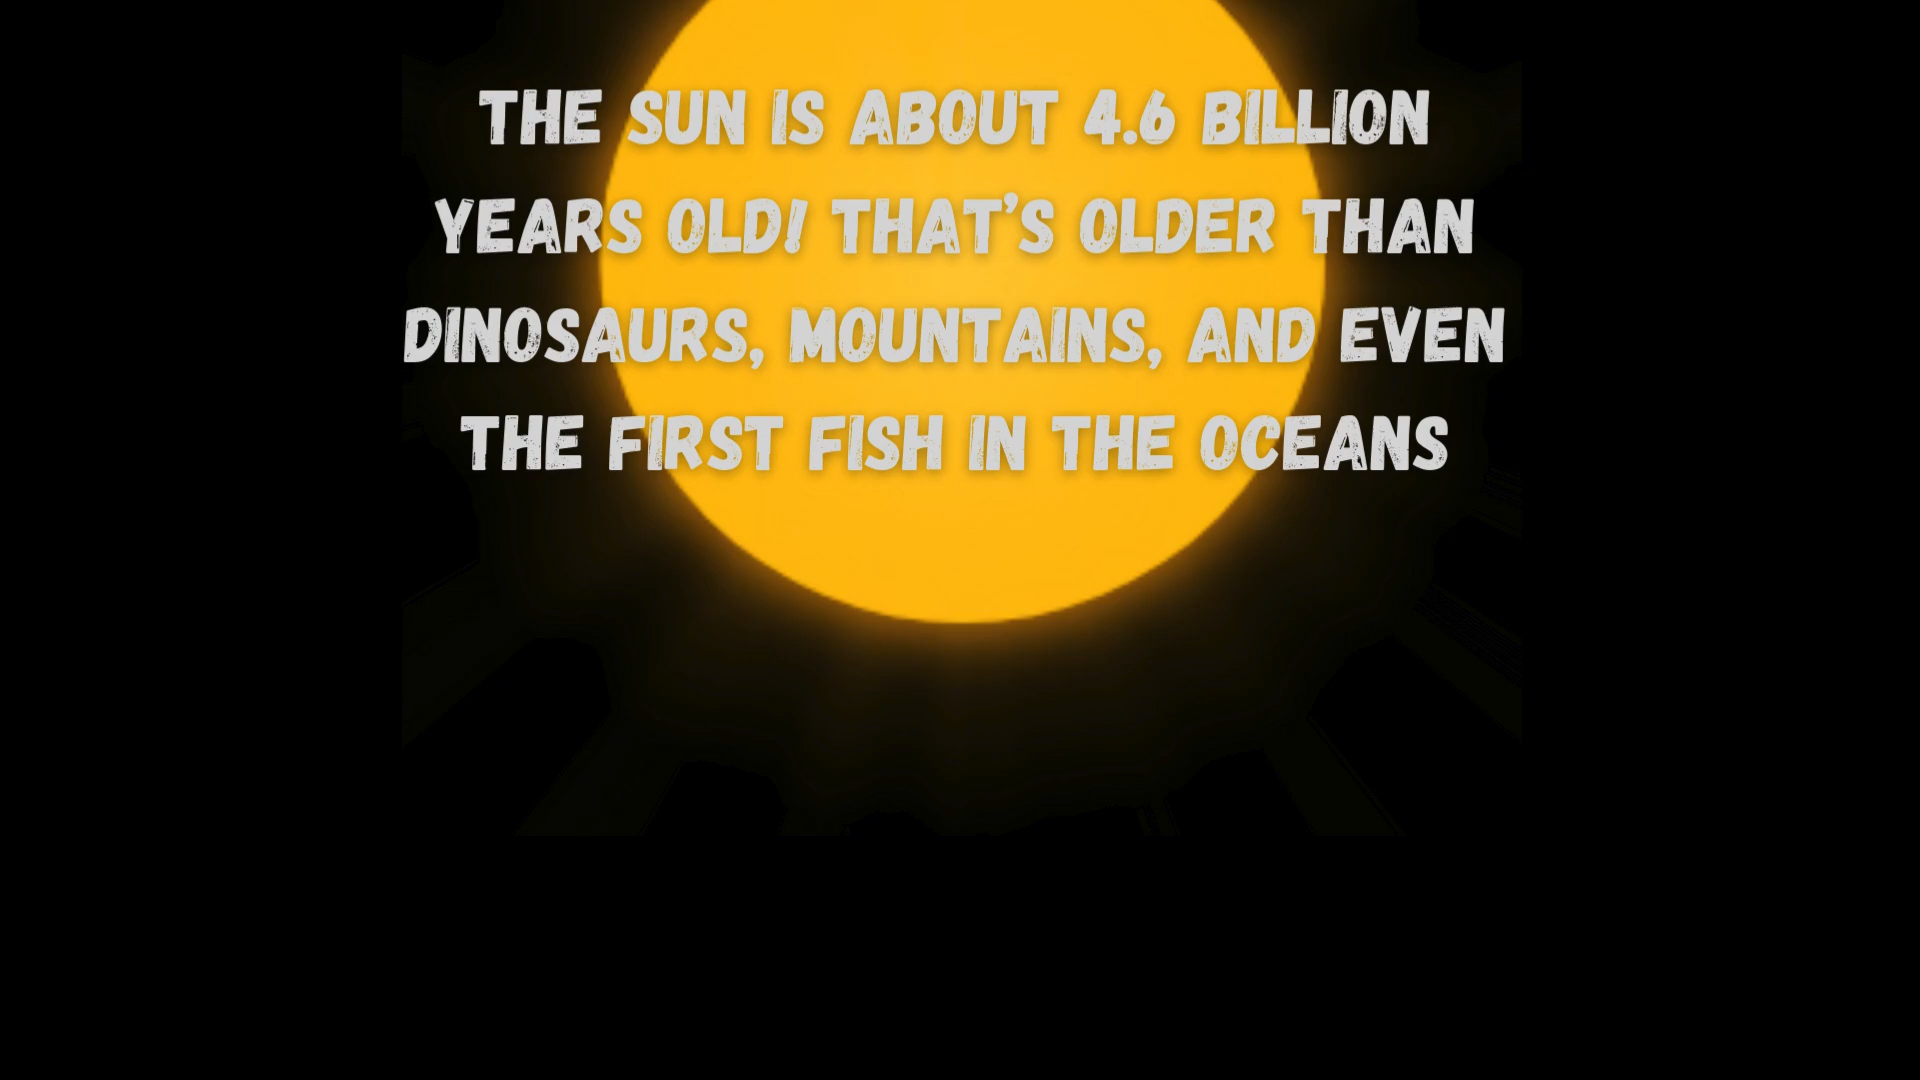 THE SUN IS ABOUT 4.6 BILLION
YEARS OLD! THAT’S OLDER THAN
DINOSAURS, MOUNTAINS, AND EVEN
THE FIRST FISH IN THE OCEANS